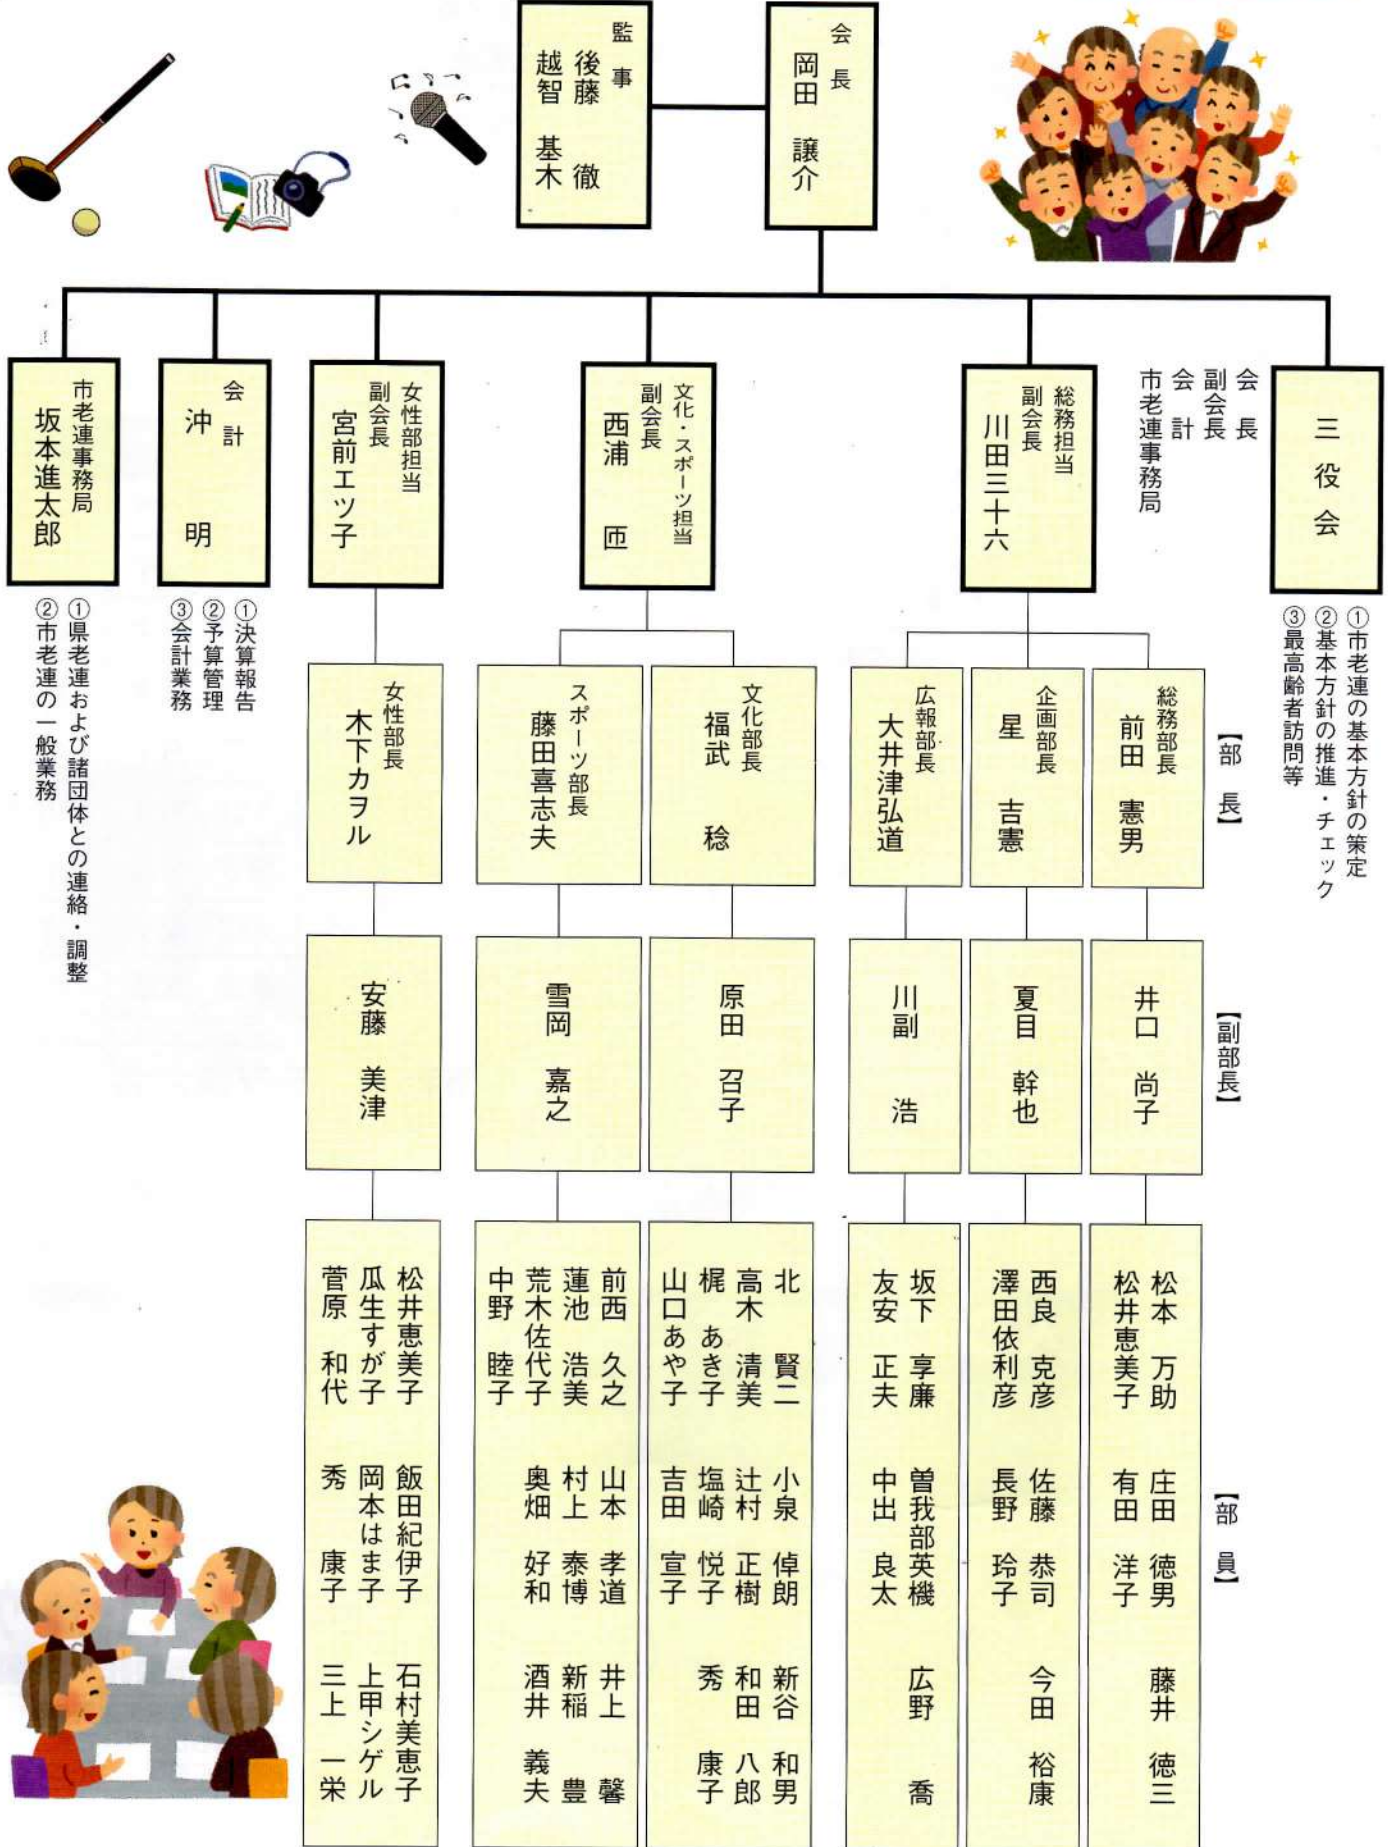 会長
岡田 譲介
監事
後藤 徹
越智 基木
三役会
会長
副会長
会計
市老連事務局
①市老連の基本方針の策定
②基本方針の推進・チェック
③最高齢者訪問等
総務担当
副会長
川田三十六
文化・スポーツ担当
副会長
西浦 匝
女性部担当
副会長
宮前エツ子
会計
沖 明
①決算報告
②予算管理
③会計業務
市老連事務局
坂本進太郎
①県老連および諸団体との連絡・調整
②市老連の一般業務
【部長】
総務部長
前田 憲男
企画部長
星 吉憲
広報部長
大井津弘道
文化部長
福武 稔
スポーツ部長
藤田喜志夫
女性部長
木下カヲル
【副部長】
井口 尚子
夏目 幹也
川副 浩
原田 召子
雪岡 嘉之
安藤 美津
【部員】
松本 万助 庄田 徳男 藤井 徳三
松井恵美子 有田 洋子
西良 克彦 佐藤 恭司 今田 裕康
澤田依利彦 長野 玲子
坂下 享廉 曽我部英機 広野 喬
友安 正夫 中出 良太
北 賢二 小泉 倬朗 新谷 和男
高木 清美 辻村 正樹 和田 八郎
梶 あき子 塩崎 悦子 秀 康子
山口あや子 吉田 宣子
前西 久之 山本 孝道 井上 馨
蓮池 浩美 村上 泰博 新稲 豊
荒木佐代子 奥畑 好和 酒井 義夫
中野 睦子
松井恵美子 飯田紀伊子 石村美恵子
瓜生すが子 岡本はま子 上甲シゲル
菅原 和代 秀 康子 三上 一栄